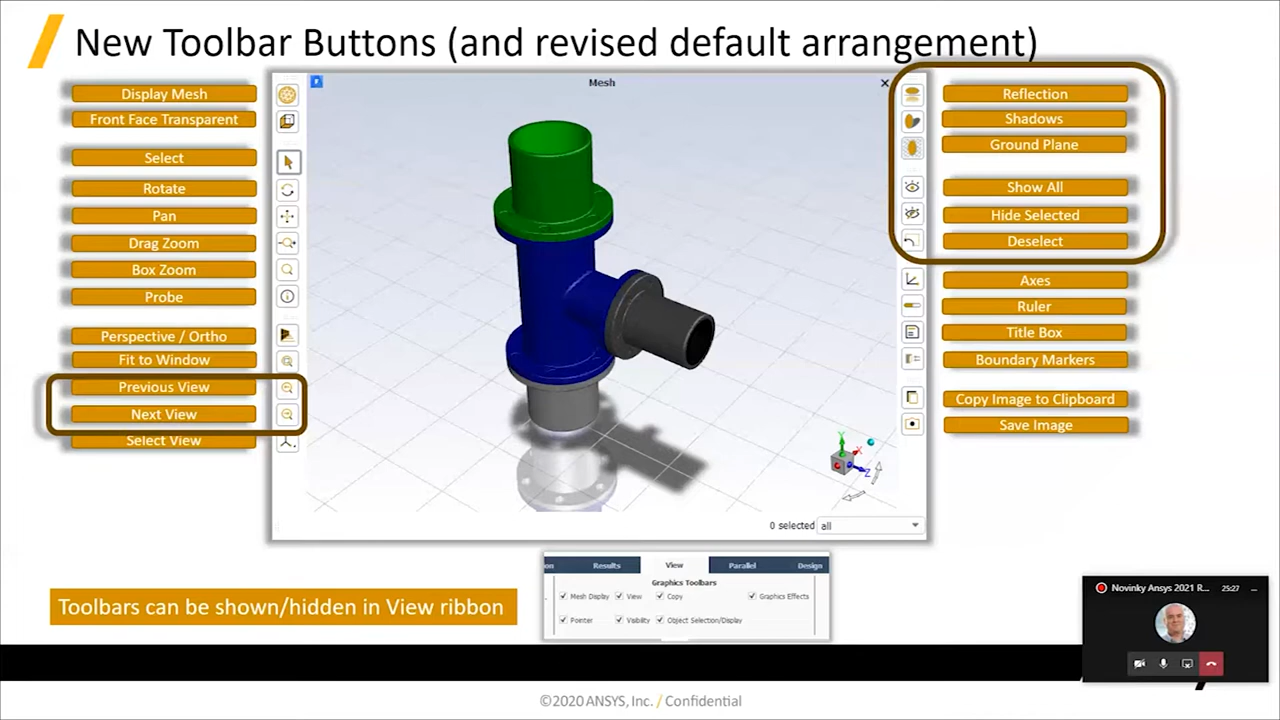 New Toolbar Buttons (and revised default arrangement)
Display Mesh
Front Face Transparent
Select
Rotate
Pan
Drag Zoom
Box Zoom
Probe
Perspective / Ortho
Fit to Window
Previous View
Next View
Select View
Mesh
Reflection
Shadows
Ground Plane
Show All
Hide Selected
Deselect
Axes
Ruler
Title Box
Boundary Markers
Copy Image to Clipboard
Save Image
Y
X
Z
0 selected all
Toolbars can be shown/hidden in View ribbon
on Results View Parallel Design
Graphics Toolbars
Mesh Display View Copy Graphics Effects
Pointer Visibility Object Selection/Display
Novinky Ansys 2021 R... 25:27 ...
©2020 ANSYS, Inc. / Confidential